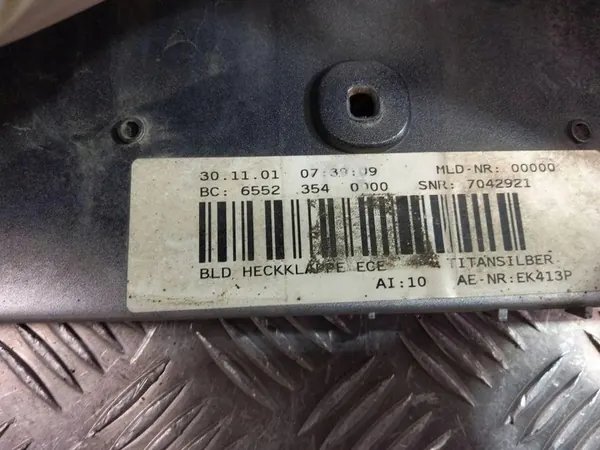 30.11.01 07:39:09 MLD-NR: 00000
BC: 6552 354 0000 SNR: 7042921
BLD HECKKLAPPE ECE TITANSILBER
AI:10 AE-NR:EK413P